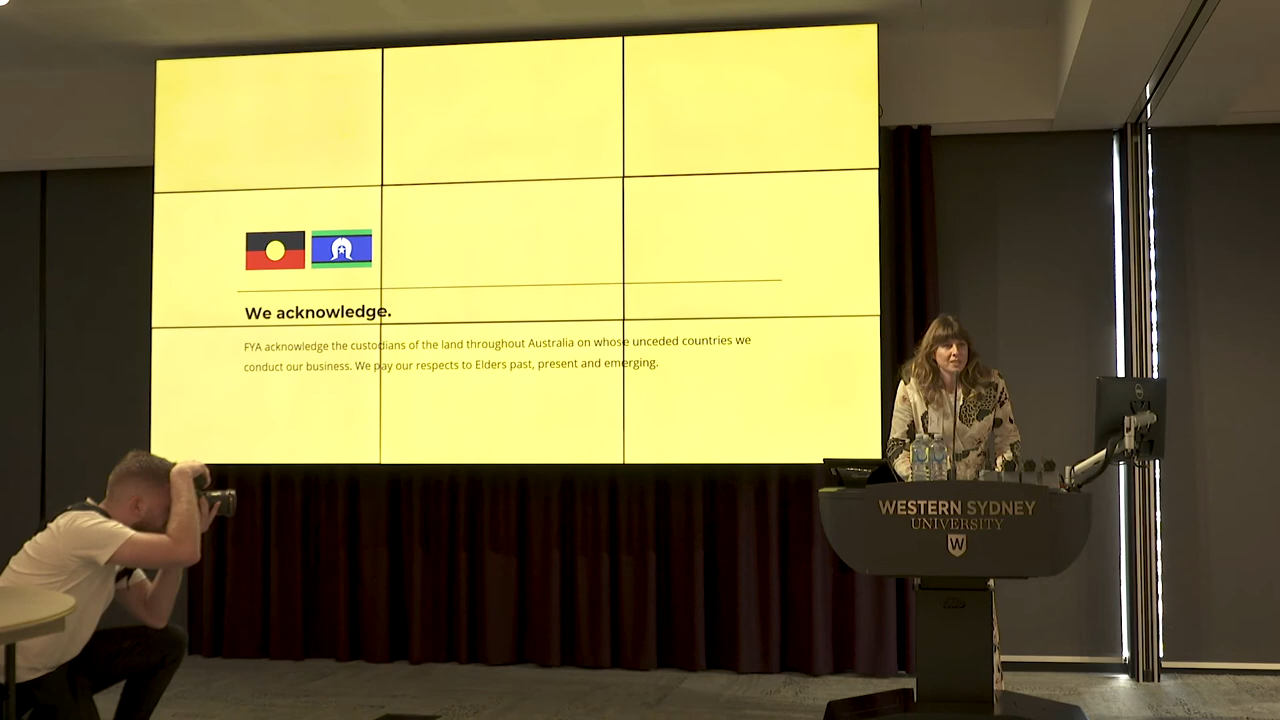 We acknowledge.
FYA acknowledge the custodians of the land throughout Australia on whose unceded countries we
conduct our business. We pay our respects to Elders past, present and emerging.
WESTERN SYDNEY
UNIVERSITY
W